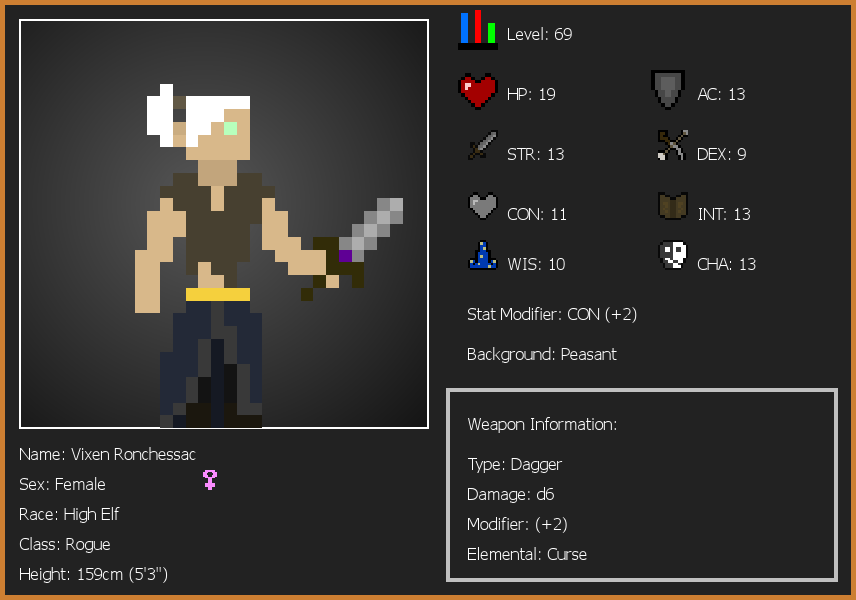 Level: 69
HP: 19
AC: 13
STR: 13
DEX: 9
CON: 11
INT: 13
WIS: 10
CHA: 13
Stat Modifier: CON (+2)
Background: Peasant
Weapon Information:
Type: Dagger
Damage: d6
Modifier: (+2)
Elemental: Curse
Name: Vixen Ronchessac
Sex: Female
Race: High Elf
Class: Rogue
Height: 159cm (5'3")